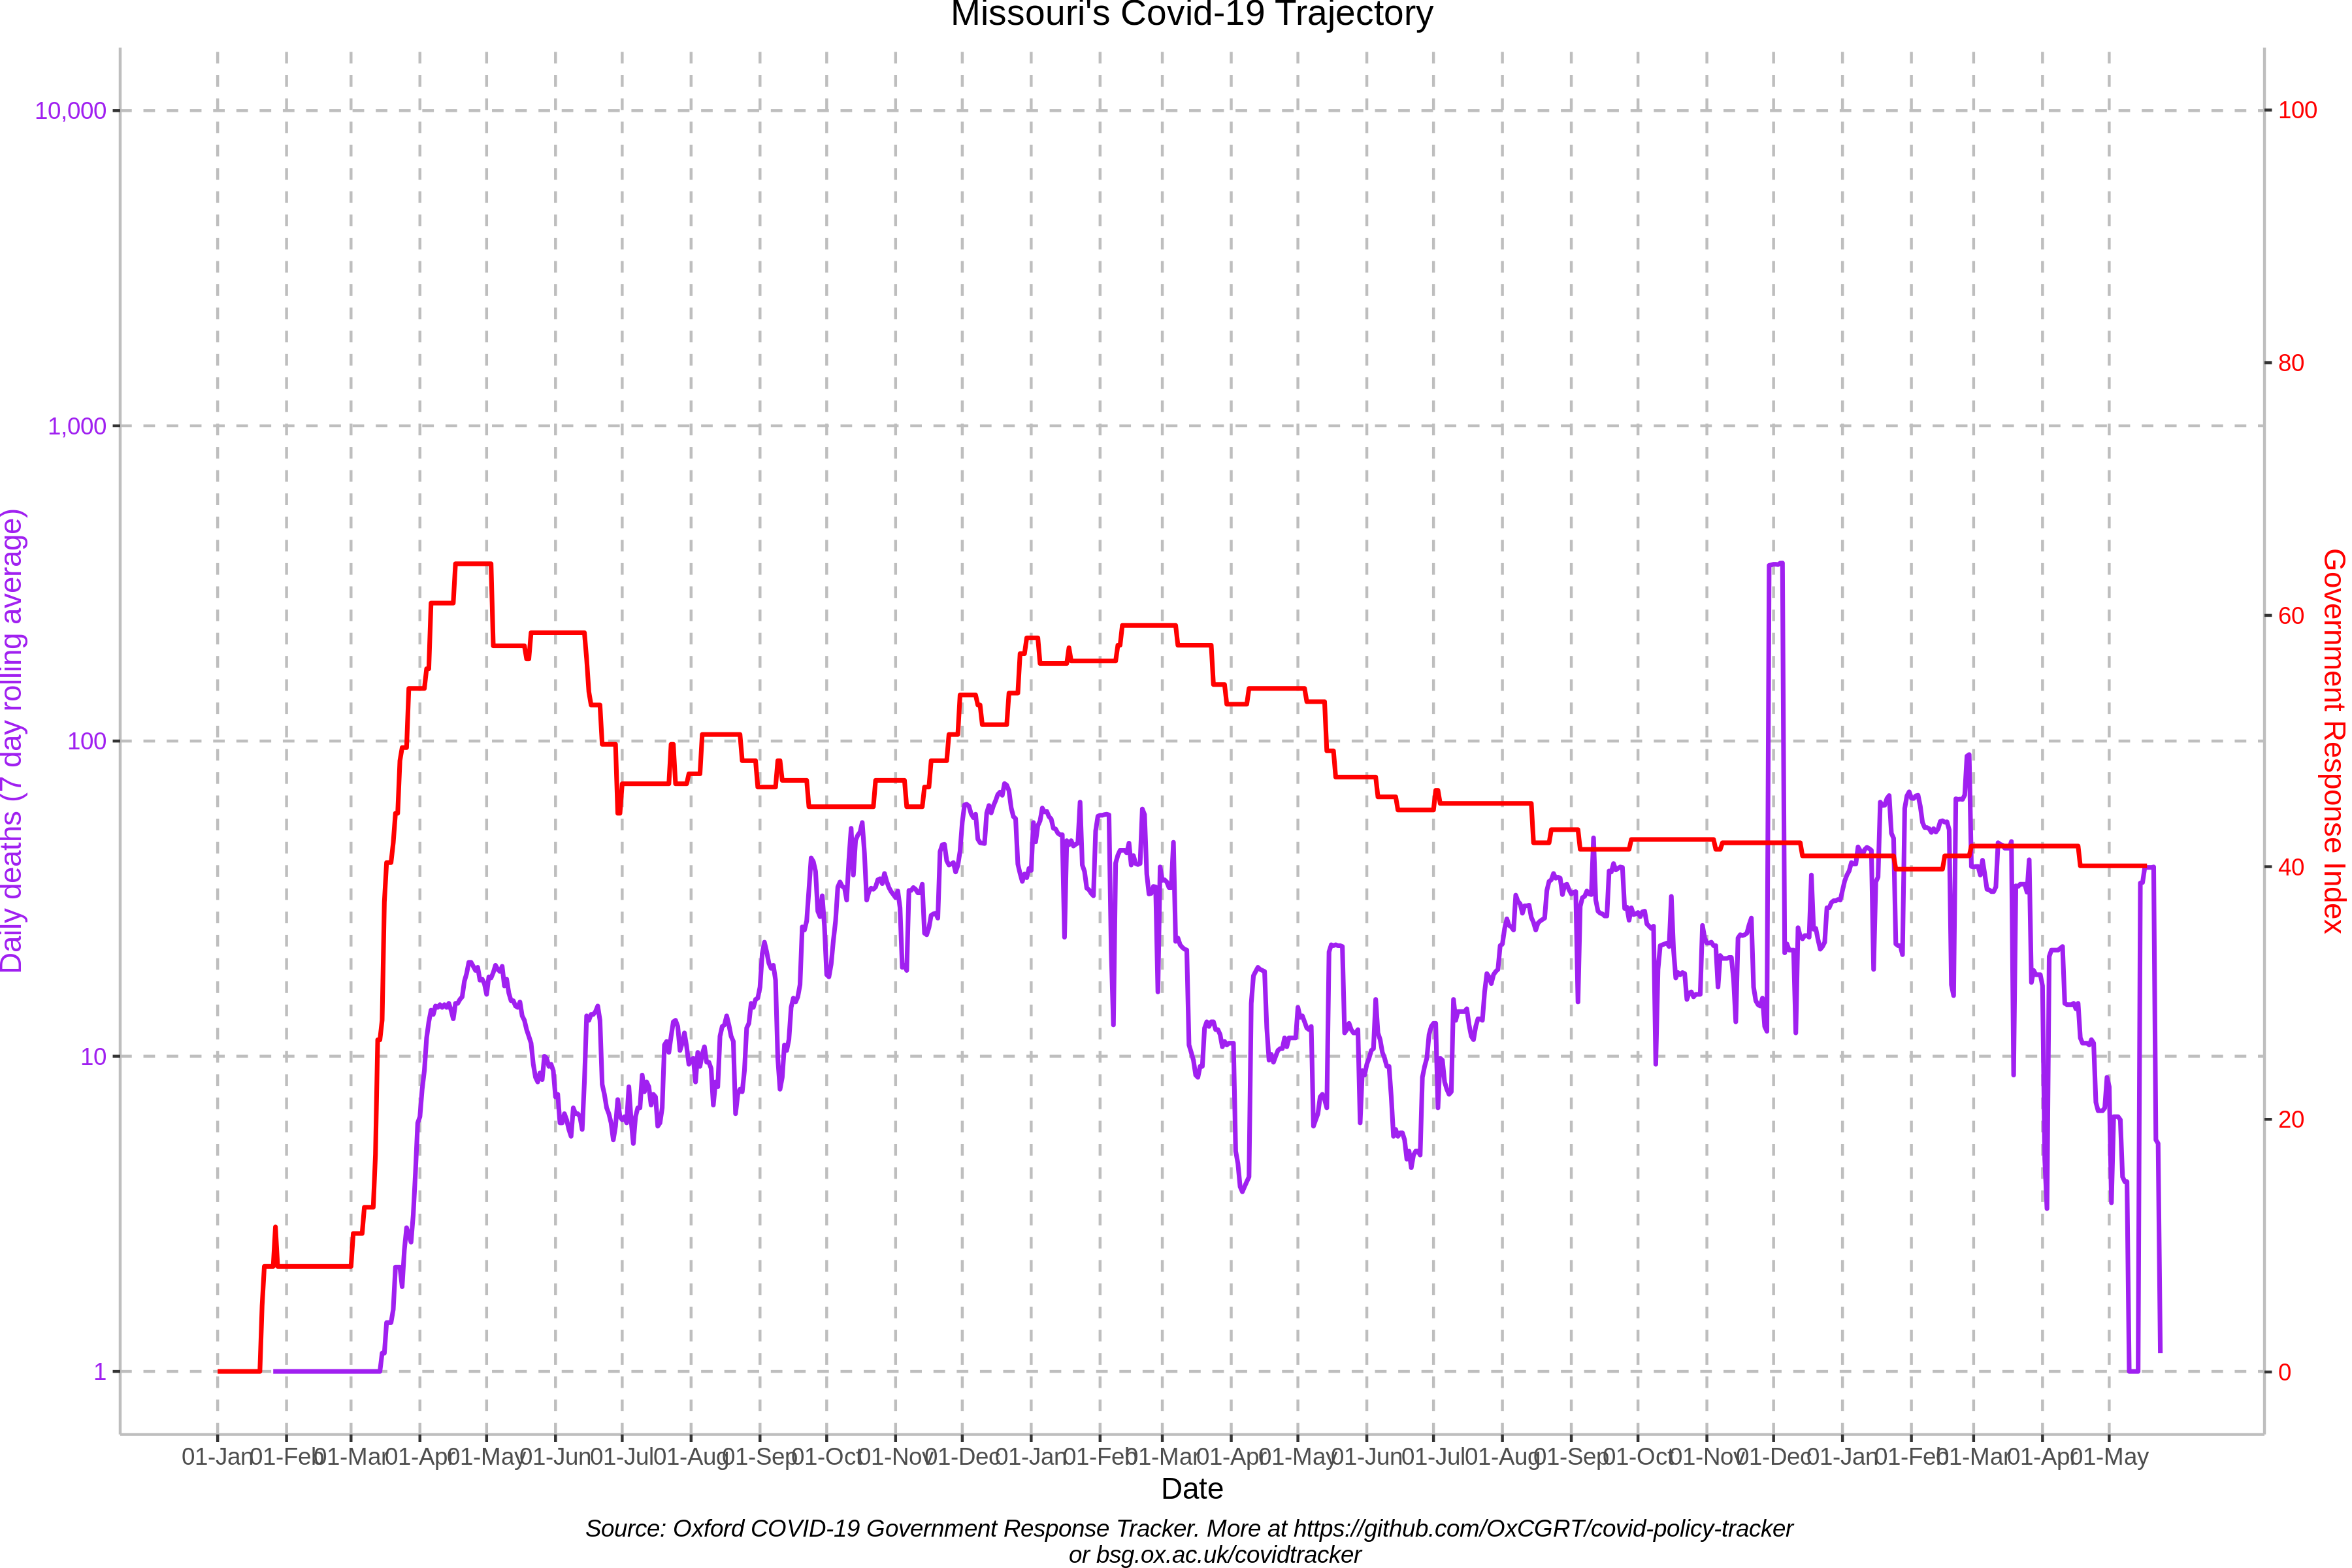 Missouri's Covid-19 Trajectory
10,000
1,000
100
10
1
Daily deaths (7 day rolling average)
100
80
60
40
20
0
Government Response Index
01-Jan 01-Feb 01-Mar 01-Apr 01-May 01-Jun 01-Jul 01-Aug 01-Sep 01-Oct 01-Nov 01-Dec 01-Jan 01-Feb 01-Mar 01-Apr 01-May 01-Jun 01-Jul 01-Aug 01-Sep 01-Oct 01-Nov 01-Dec 01-Jan 01-Feb 01-Mar 01-Apr 01-May
Date
Source: Oxford COVID-19 Government Response Tracker. More at https://github.com/OxCGRT/covid-policy-tracker
or bsg.ox.ac.uk/covidtracker